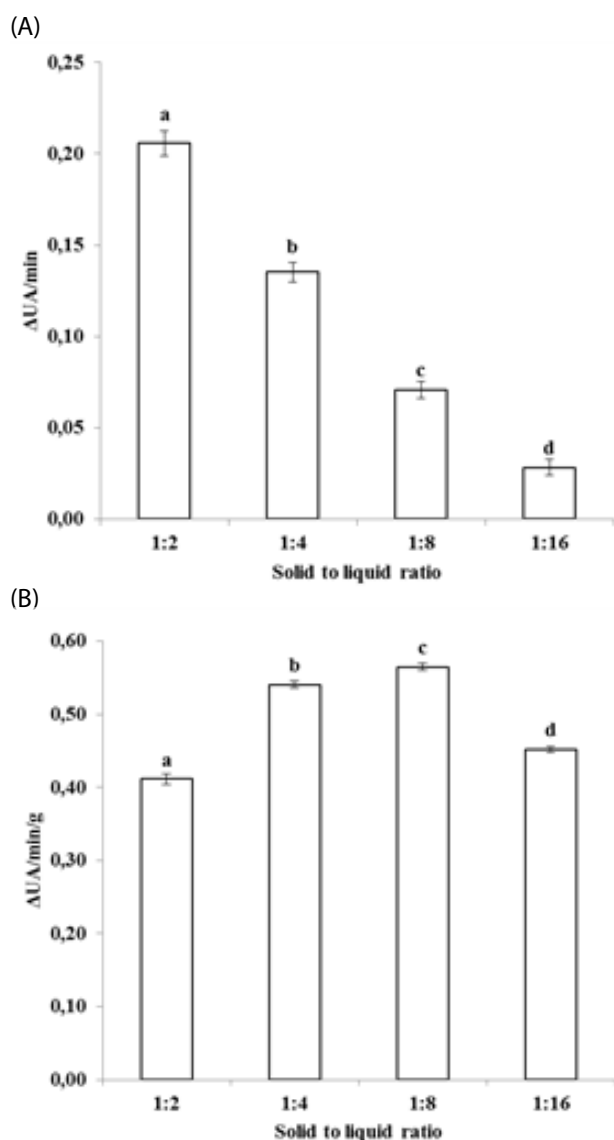 (A)
0,25
0,20
0,15
0,10
0,05
0,00
ΔUA/min
a
b
c
d
1:2 1:4 1:8 1:16
Solid to liquid ratio
(B)
0,60
0,50
0,40
0,30
0,20
0,10
0,00
ΔUA/min/g
a
b
c
d
1:2 1:4 1:8 1:16
Solid to liquid ratio